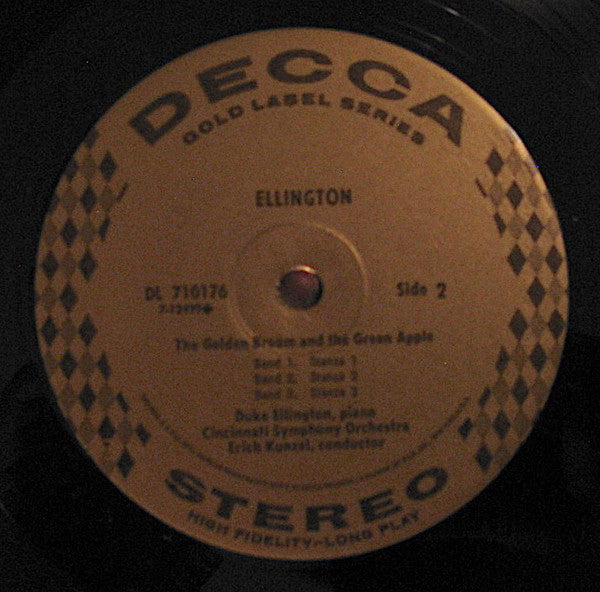 DECCA
GOLD LABEL SERIES
ELLINGTON
DL 710176
Side 2
The Golden Broom and the Green Apple
Band 1. Stanza 1
Band 2. Stanza 2
Band 3. Stanza 3
Duke Ellington, piano
Cincinnati Symphony Orchestra
Erich Kunzel, conductor
STEREO
HIGH FIDELITY-LONG PLAY